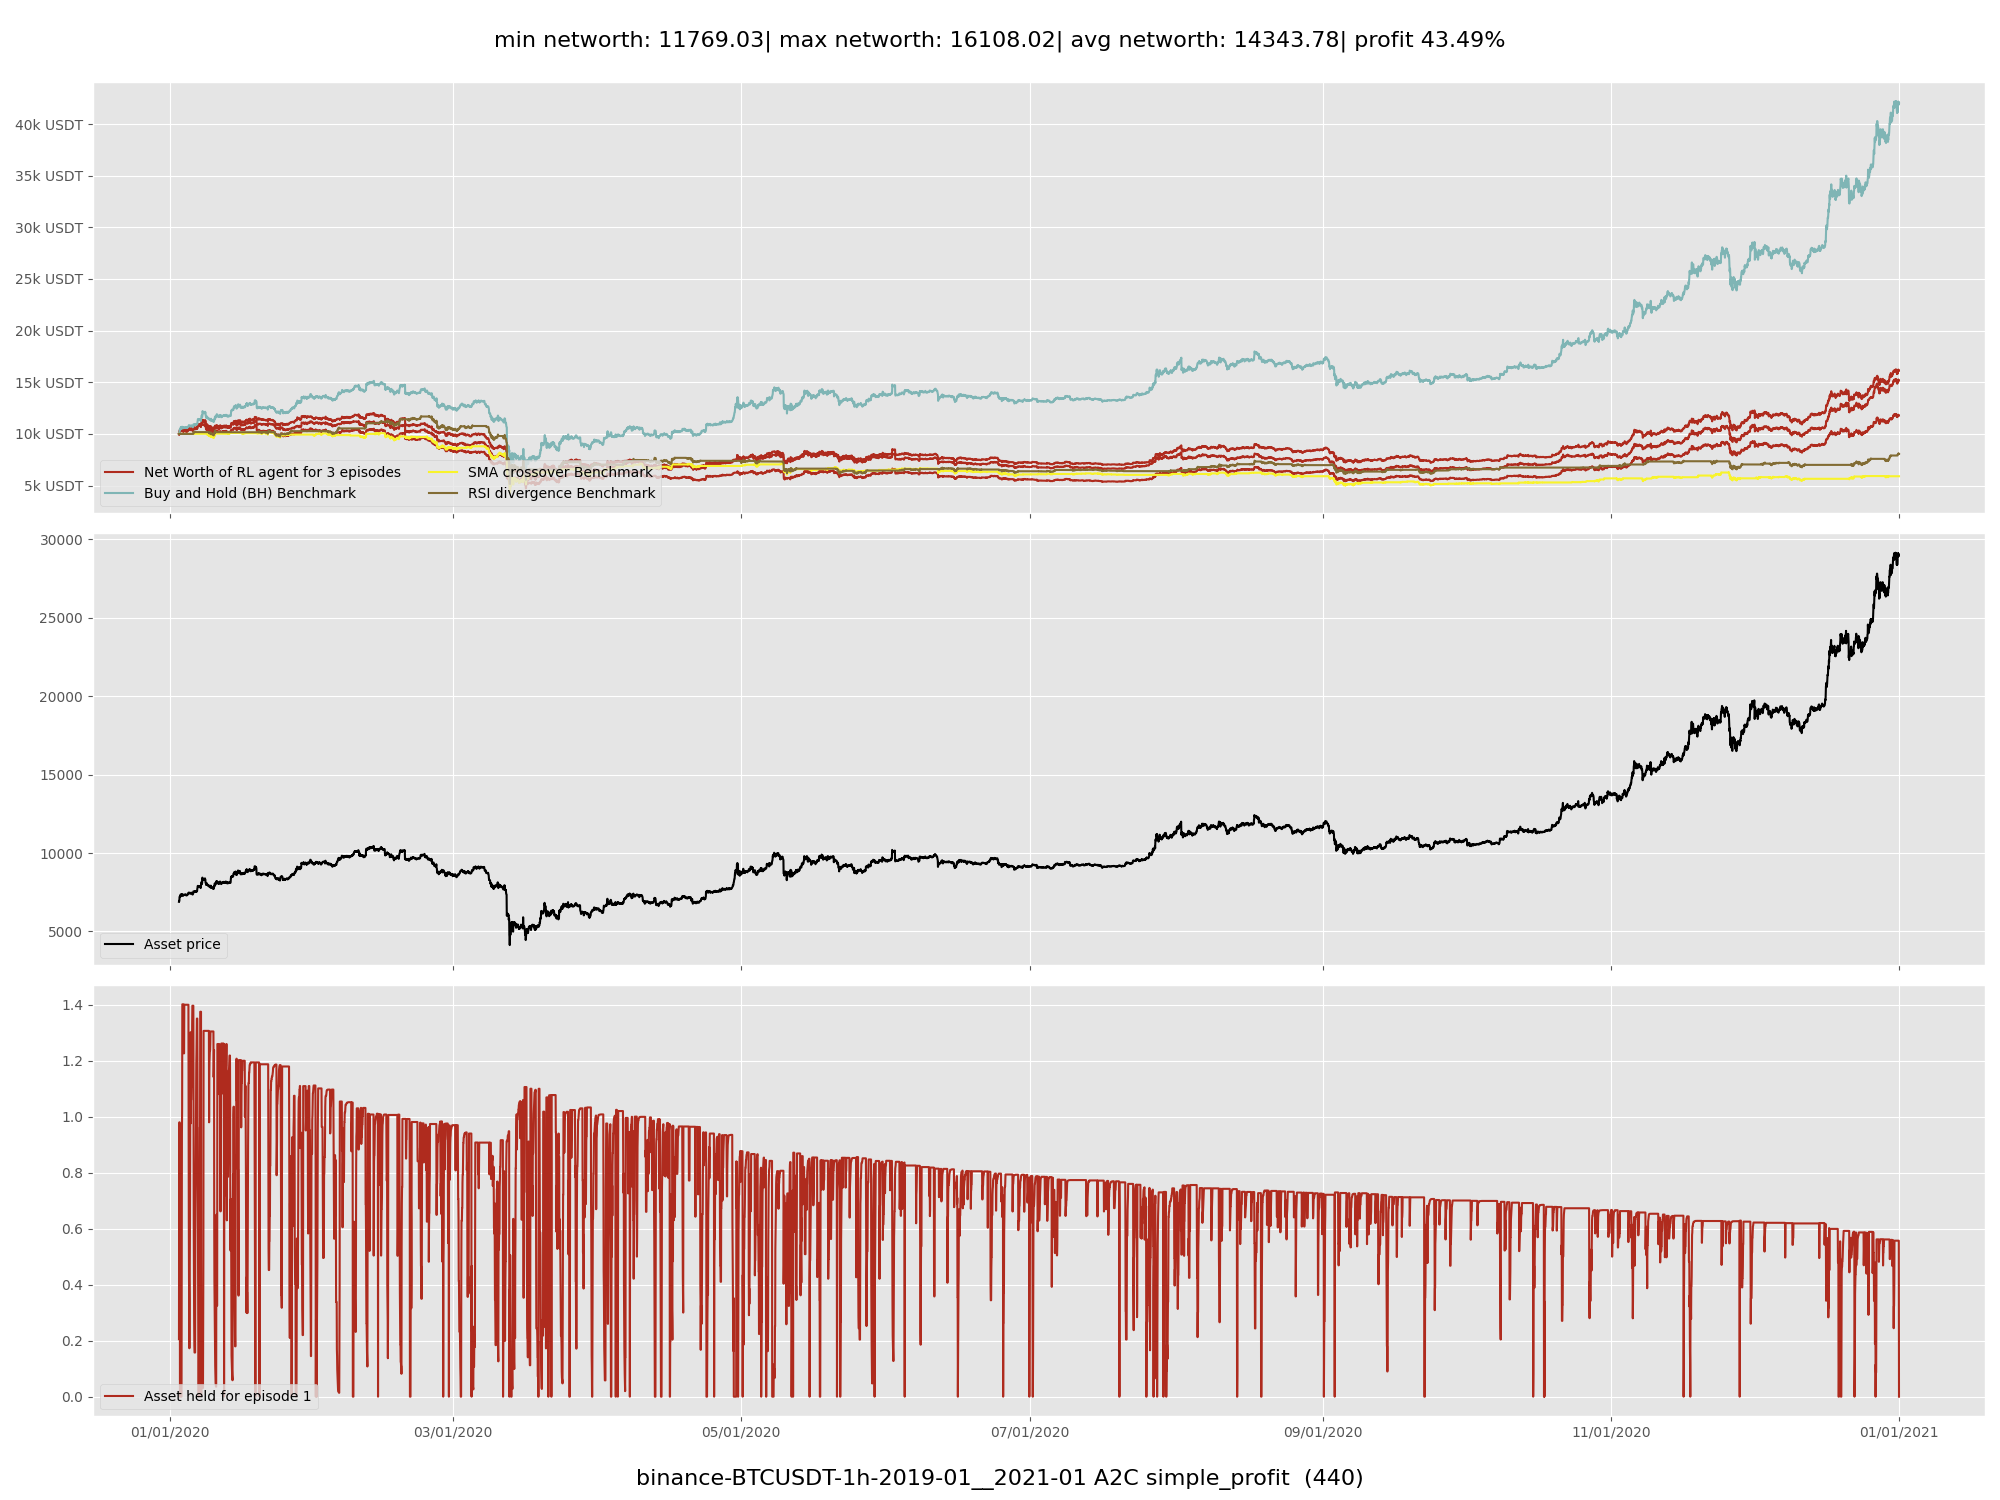 min networth: 11769.03| max networth: 16108.02| avg networth: 14343.78| profit 43.49%
40k USDT
35k USDT
30k USDT
25k USDT
20k USDT
15k USDT
10k USDT
5k USDT
Net Worth of RL agent for 3 episodes
Buy and Hold (BH) Benchmark
SMA crossover Benchmark
RSI divergence Benchmark
30000
25000
20000
15000
10000
5000
Asset price
1.4
1.2
1.0
0.8
0.6
0.4
0.2
0.0
Asset held for episode 1
01/01/2020 03/01/2020 05/01/2020 07/01/2020 09/01/2020 11/01/2020 01/01/2021
binance-BTCUSDT-1h-2019-01__2021-01 A2C simple_profit (440)